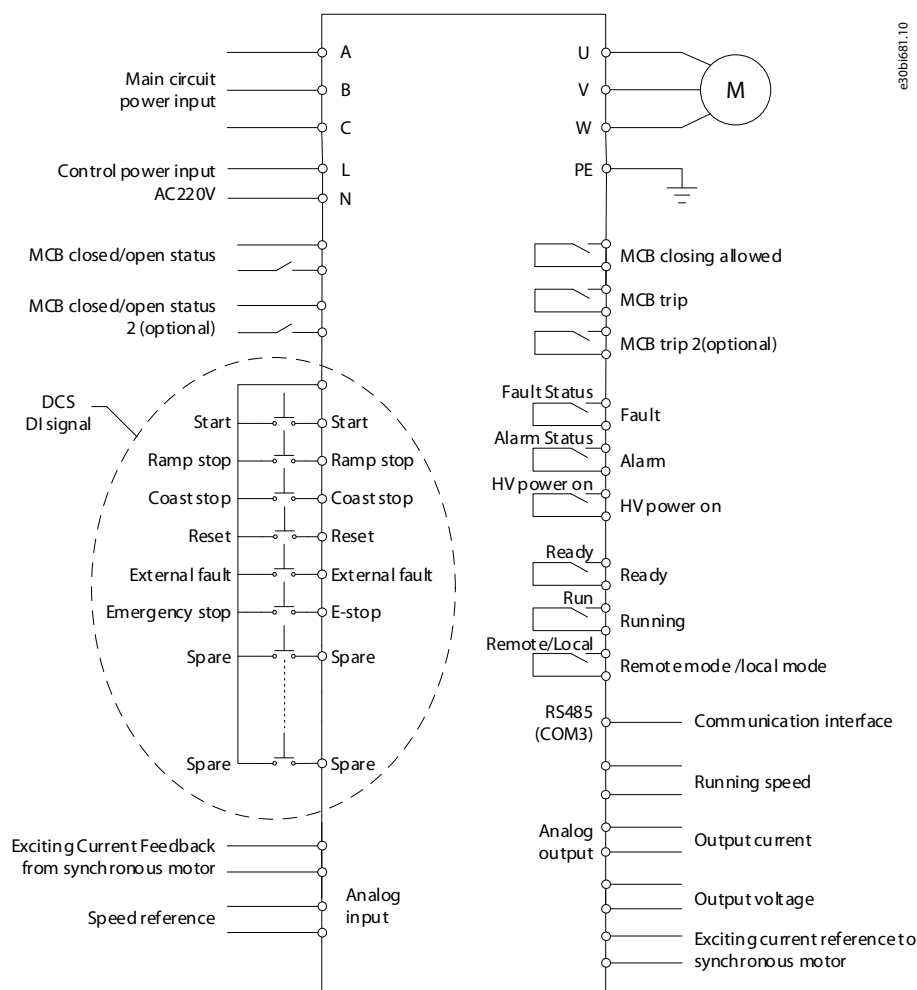 e30bi681.10
A
Main circuit
power input
B
C
Control power input
AC220V
L
N
MCB closed/open status
MCB closed/open status
2 (optional)
DCS
DI signal
Start
Start
Ramp stop
Ramp stop
Coast stop
Coast stop
Reset
Reset
External fault
External fault
Emergency stop
E-stop
Spare
Spare
Spare
Spare
Exciting Current Feedback
from synchronous motor
Speed reference
Analog
input
U
V
W
M
PE
MCB closing allowed
MCB trip
MCB trip 2(optional)
Fault Status
Fault
Alarm Status
Alarm
HV power on
HV power on
Ready
Ready
Run
Running
Remote/Local
Remote mode /local mode
RS485
(COM3)
Communication interface
Running speed
Analog
output
Output current
Output voltage
Exciting current reference to
synchronous motor